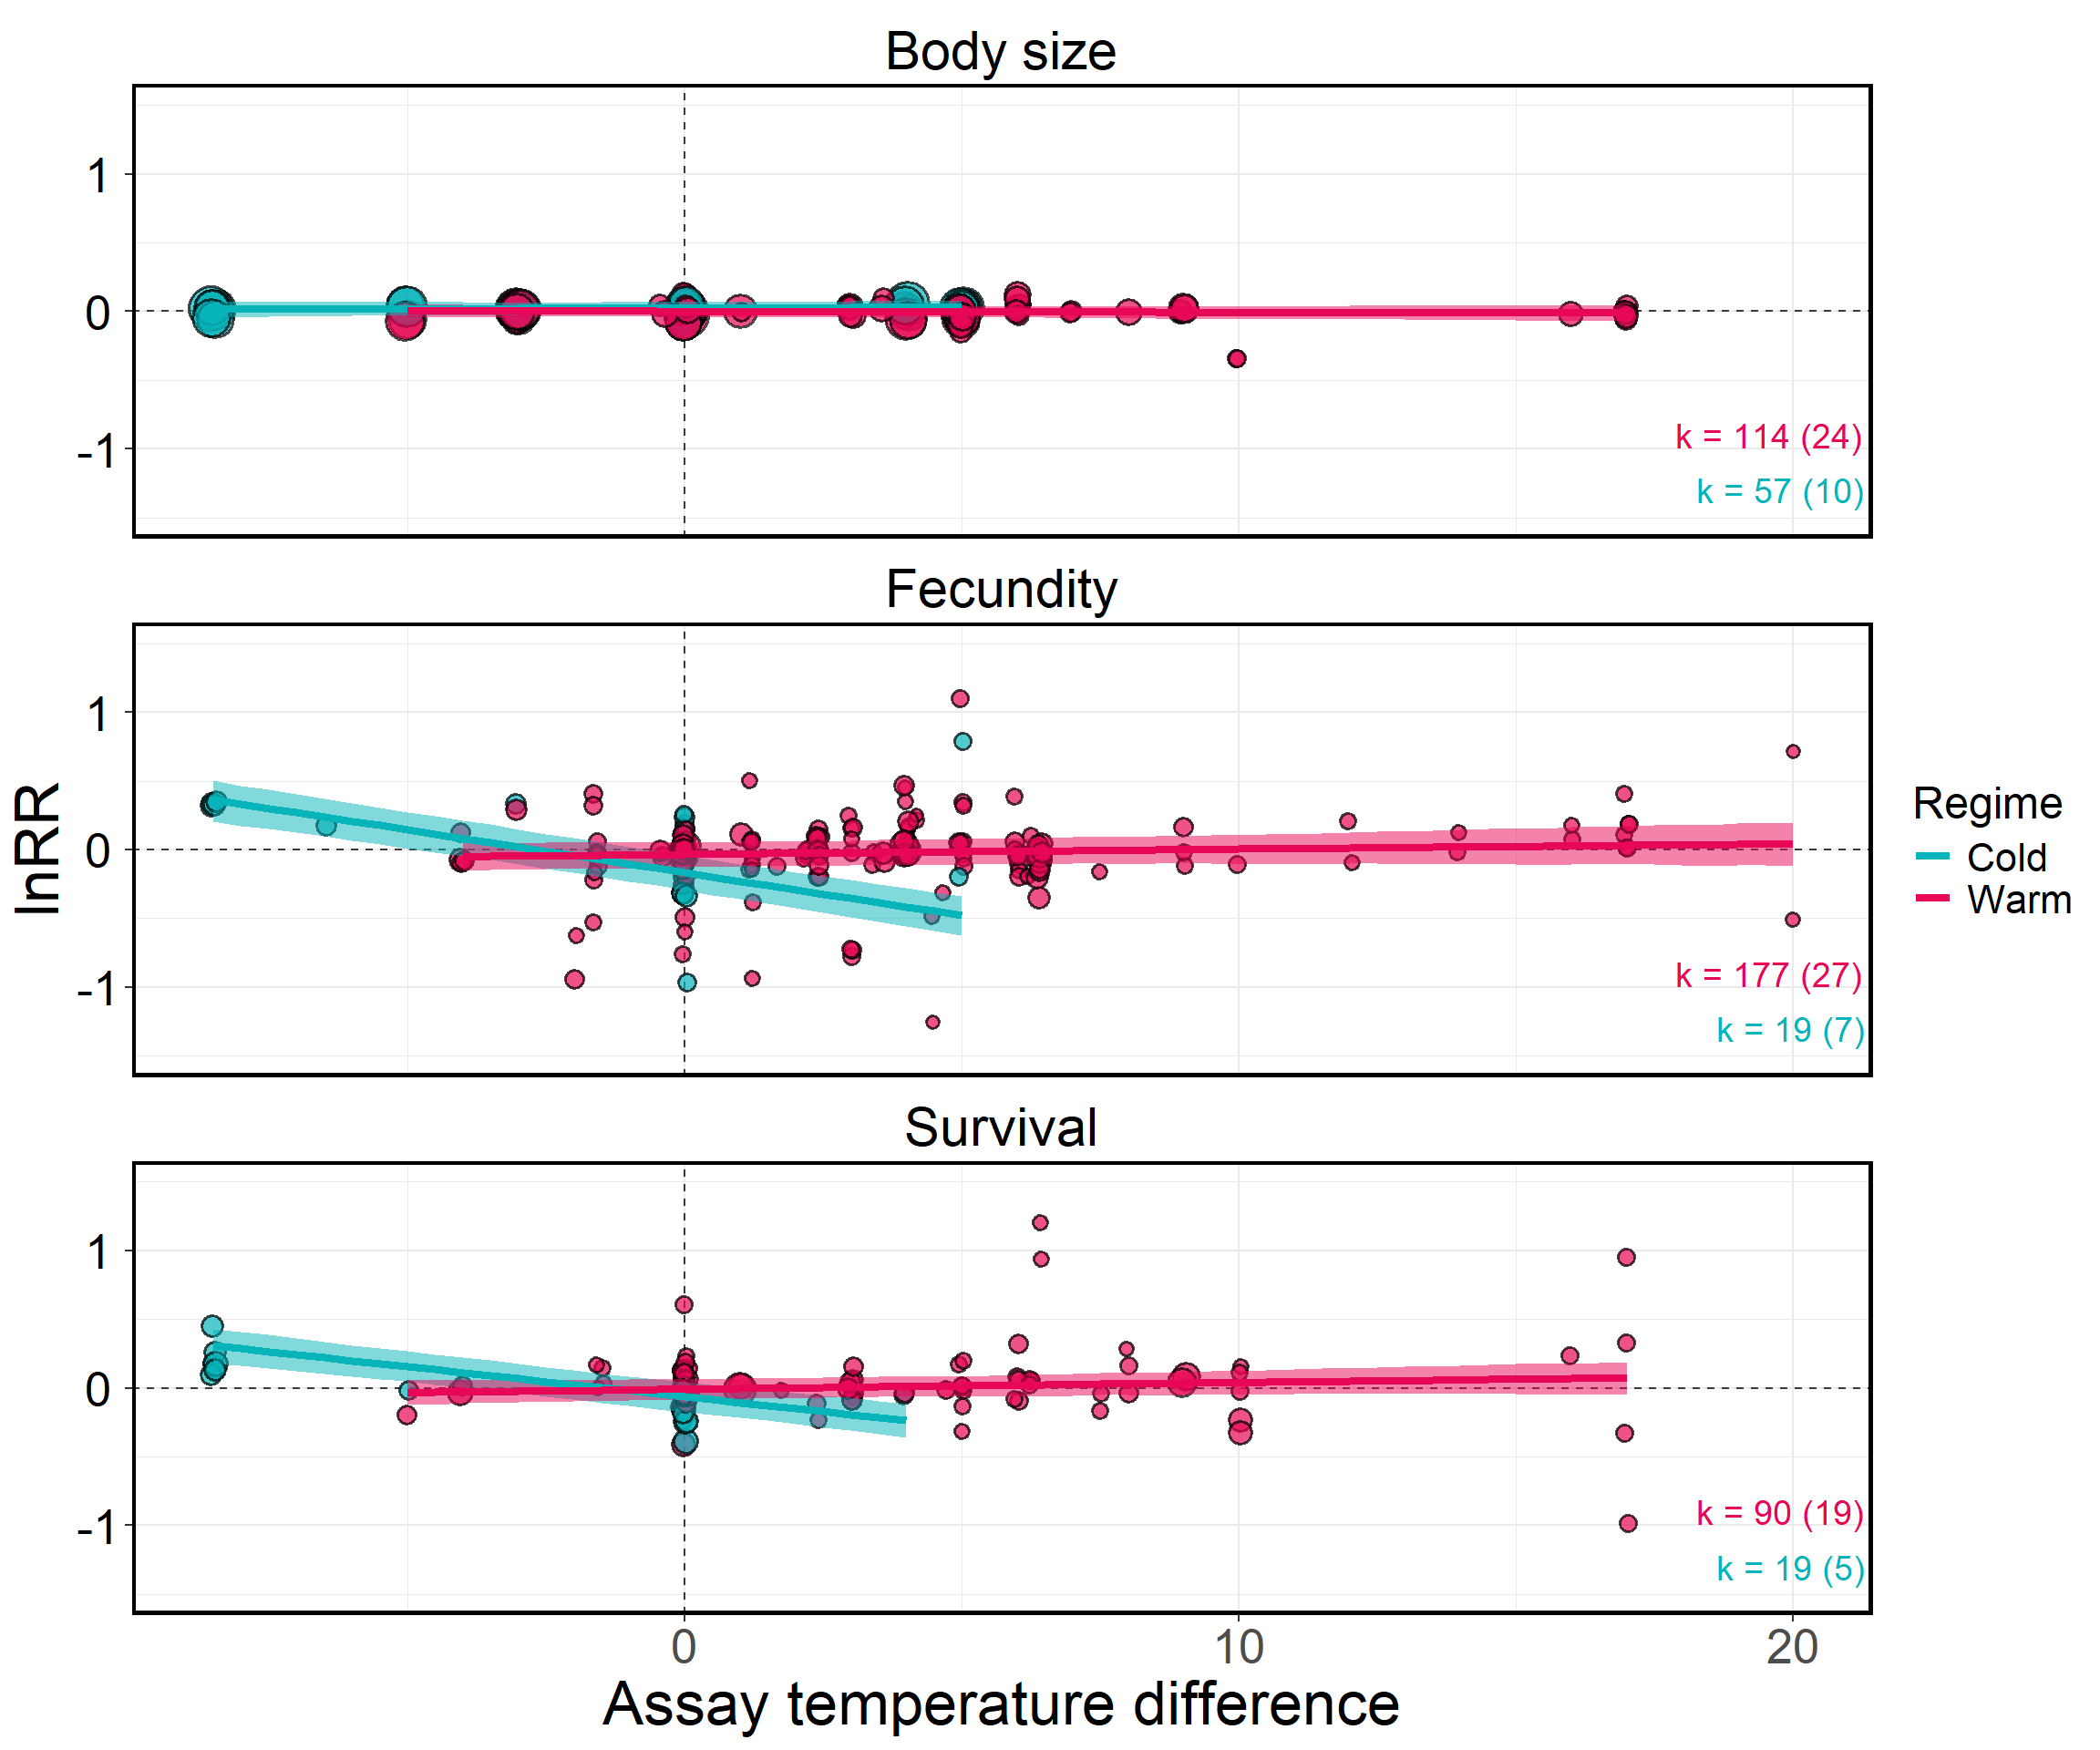 Body size
1
0
-1
k = 114 (24)
k = 57 (10)
Fecundity
1
0
-1
k = 177 (27)
k = 19 (7)
Survival
1
0
-1
k = 90 (19)
k = 19 (5)
0 10 20
Assay temperature difference
lnRR
Regime
Cold
Warm